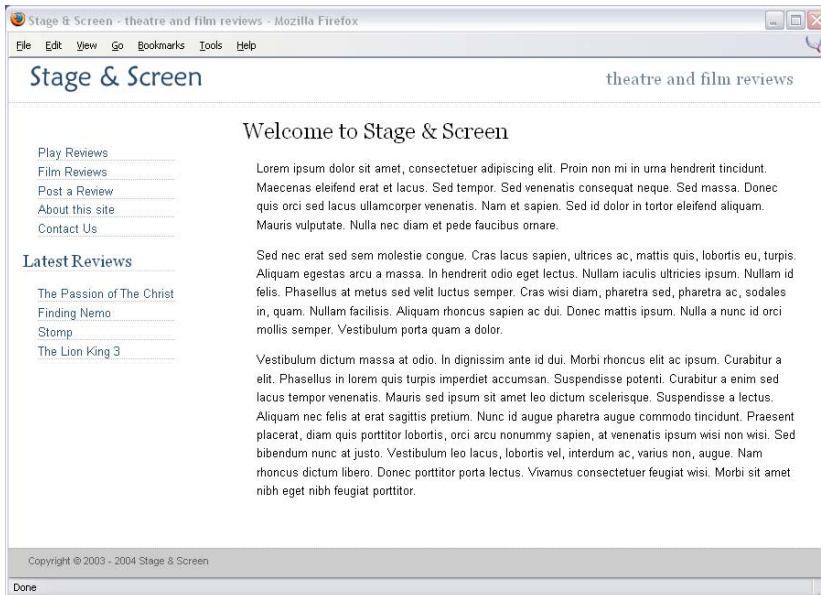 Stage & Screen - theatre and film reviews - Mozilla Firefox
File Edit View Go Bookmarks Tools Help
Stage & Screen
theatre and film reviews
Play Reviews
Film Reviews
Post a Review
About this site
Contact Us
Latest Reviews
The Passion of The Christ
Finding Nemo
Stomp
The Lion King 3
Welcome to Stage & Screen
Lorem ipsum dolor sit amet, consectetuer adipiscing elit. Proin non mi in urna hendrerit tincidunt.
Maecenas eleifend erat et lacus. Sed tempor. Sed venenatis consequat neque. Sed massa. Donec
quis orci sed lacus ullamcorper venenatis. Nam et sapien. Sed id dolor in tortor eleifend aliquam.
Mauris vulputate. Nulla nec diam et pede faucibus ornare.
Sed nec erat sed sem molestie congue. Cras lacus sapien, ultrices ac, mattis quis, lobortis eu, turpis.
Aliquam egestas arcu a massa. In hendrerit odio eget lectus. Nullam iaculis ultricies ipsum. Nullam id
felis. Phasellus at metus sed velit luctus semper. Cras wisi diam, pharetra sed, pharetra ac, sodales
in, quam. Nullam facilisis. Aliquam rhoncus sapien ac dui. Donec mattis ipsum. Nulla a nunc id orci
mollis semper. Vestibulum porta quam a dolor.
Vestibulum dictum massa at odio. In dignissim ante id dui. Morbi rhoncus elit ac ipsum. Curabitur a
elit. Phasellus in lorem quis turpis imperdiet accumsan. Suspendisse potenti. Curabitur a enim sed
lacus tempor venenatis. Mauris sed ipsum sit amet leo dictum scelerisque. Suspendisse a lectus.
Aliquam nec felis at erat sagittis pretium. Nunc id augue pharetra augue commodo tincidunt. Praesent
placerat, diam quis porttitor lobortis, orci arcu nonummy sapien, at venenatis ipsum wisi non wisi. Sed
bibendum nunc at justo. Vestibulum leo lacus, lobortis vel, interdum ac, varius non, augue. Nam
rhoncus dictum libero. Donec porttitor porta lectus. Vivamus consectetuer feugiat wisi. Morbi sit amet
nibh eget nibh feugiat porttitor.
Copyright © 2003 - 2004 Stage & Screen
Done